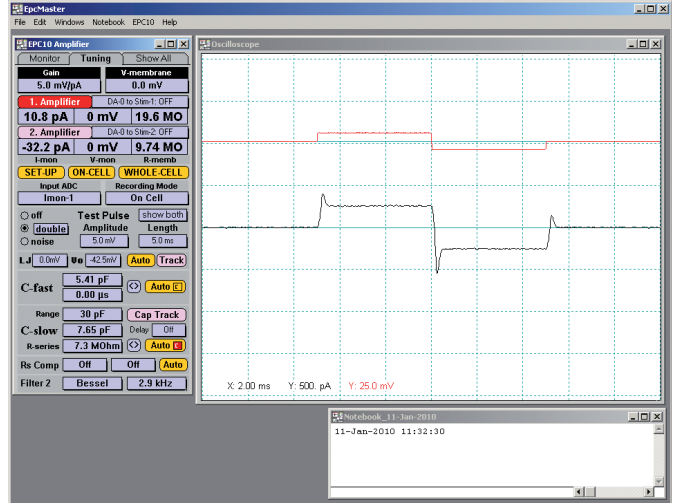 EpcMaster
File Edit Windows Notebook EPC10 Help
EPC10 Amplifier
Monitor Tuning Show All
Gain V-membrane
5.0 mV/pA 0.0 mV
1. Amplifier DA-0 to Stim-1: OFF
10.8 pA 0 mV 19.6 MO
2. Amplifier DA-0 to Stim-2: OFF
-32.2 pA 0 mV 9.74 MO
I-mon V-mon R-memb
SET-UP ON-CELL WHOLE-CELL
Input ADC Recording Mode
Imon-1 On Cell
off Test Pulse show both
double Amplitude Length
noise 5.0 mV 5.0 ms
LJ 0.0mV Vo -42.5mV Auto Track
C-fast 5.41 pF <> Auto C
0.00 µs
Range 30 pF Cap Track
C-slow 7.65 pF Delay Off
R-series 7.3 MOhm <> Auto C
Rs Comp Off Off Auto
Filter 2 Bessel 2.9 kHz
Oscilloscope
X: 2.00 ms Y: 500. pA Y: 25.0 mV
Notebook_11-Jan-2010
11-Jan-2010 11:32:30